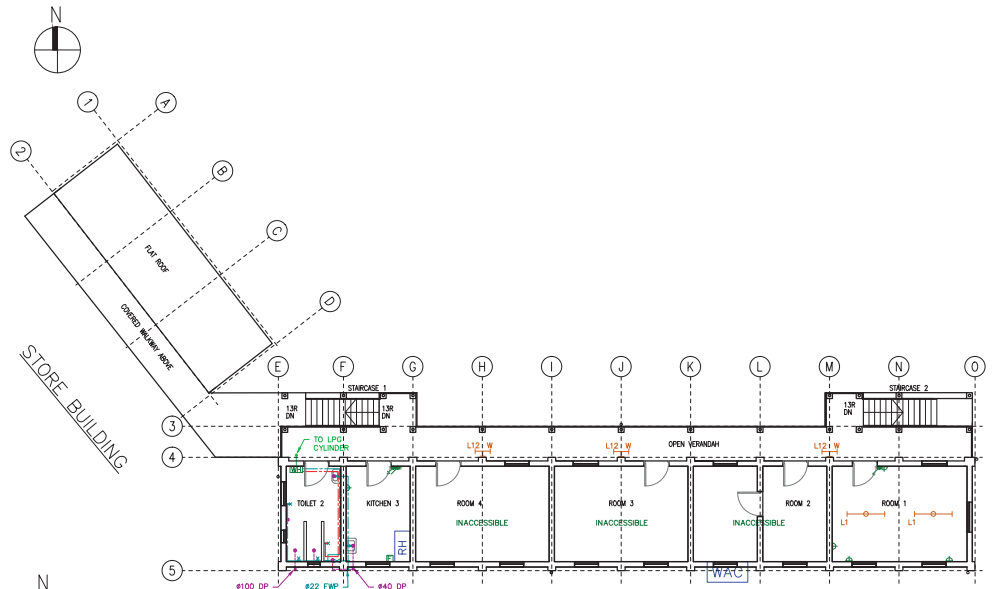 N
1
A
2
B
C
D
FLAT ROOF
COVERED WALKWAY ABOVE
STORE BUILDING
E
F
G
H
I
J
K
L
M
N
O
STAIRCASE 1
STAIRCASE 2
13R
DN
13R
DN
13R
DN
3
TO LPG
CYLINDER
L12 W
L12 W
OPEN VERANDAH
L12 W
4
WH
TOILET 2
KITCHEN 3
ROOM 4
ROOM 3
ROOM 2
ROOM 1
INACCESSIBLE
INACCESSIBLE
INACCESSIBLE
L1
L1
RH
F
5
WAC
N
ø100 DP
ø22 FWP
ø40 DP